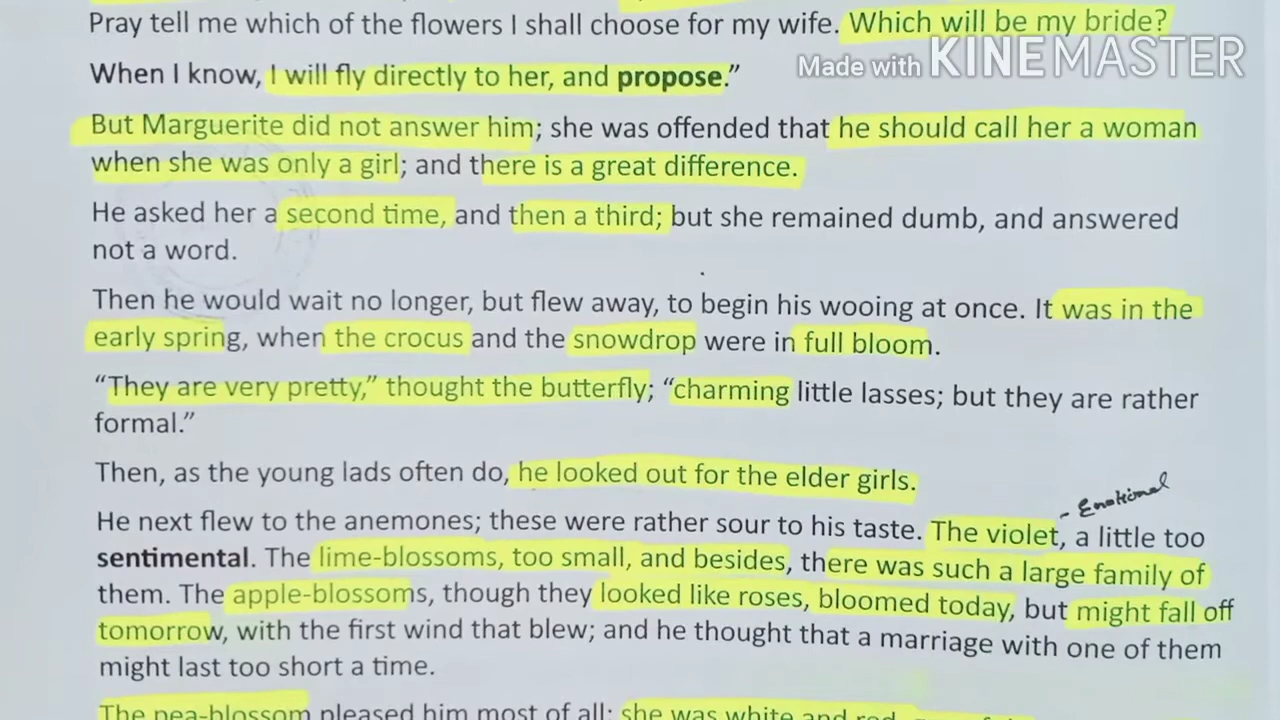 Pray tell me which of the flowers I shall choose for my wife. Which will be my bride?
Made with KINEMASTER
When I know, I will fly directly to her, and propose.”
But Marguerite did not answer him; she was offended that he should call her a woman
when she was only a girl; and there is a great difference.
He asked her a second time, and then a third; but she remained dumb, and answered
not a word.
Then he would wait no longer, but flew away, to begin his wooing at once. It was in the
early spring, when the crocus and the snowdrop were in full bloom.
“They are very pretty,” thought the butterfly; “charming little lasses; but they are rather
formal.”
Then, as the young lads often do, he looked out for the elder girls.
- Emotional
He next flew to the anemones; these were rather sour to his taste. The violet, a little too
sentimental. The lime-blossoms, too small, and besides, there was such a large family of
them. The apple-blossoms, though they looked like roses, bloomed today, but might fall off
tomorrow, with the first wind that blew; and he thought that a marriage with one of them
might last too short a time.
The pea-blossom pleased him most of all; she was white and red,